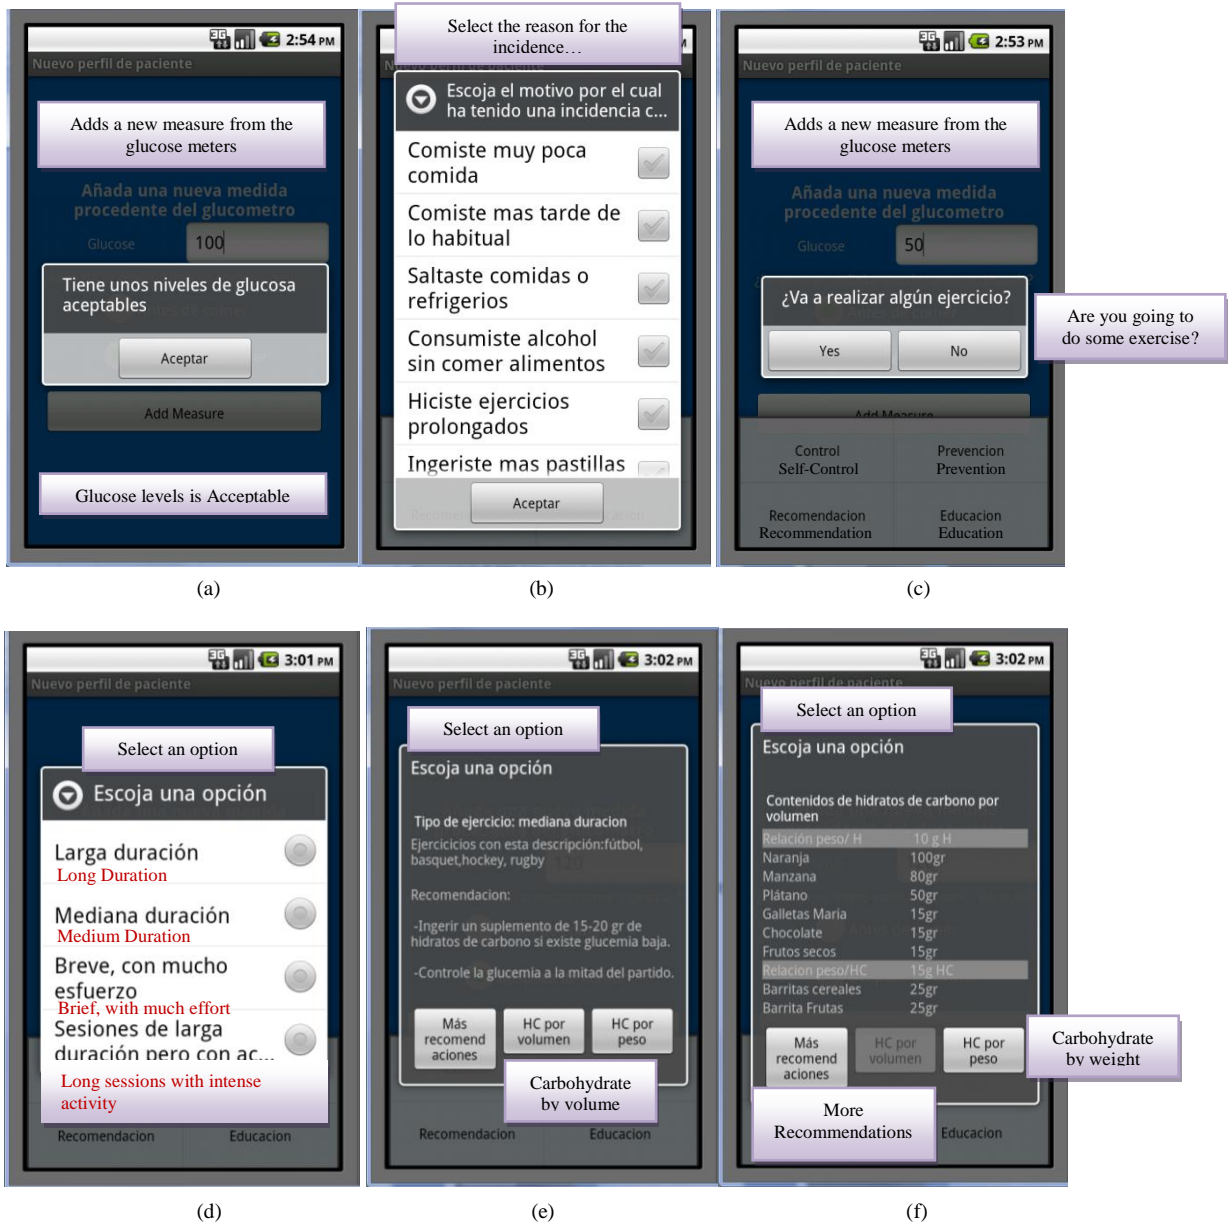 2:54 PM
Nuevo perfil de paciente
Adds a new measure from the
glucose meters
Añada una nueva medida
procedente del glucometro
Glucose
100
Tiene unos niveles de glucosa
aceptables
Aceptar
Add Measure
Glucose levels is Acceptable
(a)
Select the reason for the
incidence…
Nuevo perfil de paciente
Escoja el motivo por el cual
ha tenido una incidencia c...
Comiste muy poca
comida
Comiste mas tarde de
lo habitual
Saltaste comidas o
refrigerios
Consumiste alcohol
sin comer alimentos
Hiciste ejercicios
prolongados
Ingeriste mas pastillas
Aceptar
(b)
2:53 PM
Nuevo perfil de paciente
Adds a new measure from the
glucose meters
Añada una nueva medida
procedente del glucometro
Glucose
50
¿Va a realizar algún ejercicio?
Antes de comer
Yes
No
Are you going to
do some exercise?
Add Measure
Control
Self-Control
Prevencion
Prevention
Recomendacion
Recommendation
Educacion
Education
(c)
3:01 PM
Nuevo perfil de paciente
Select an option
Escoja una opción
Larga duración
Long Duration
Mediana duración
Medium Duration
Breve, con mucho
esfuerzo
Brief, with much effort
Sesiones de larga
duración pero con ac...
Long sessions with intense
activity
Recomendacion
Educacion
(d)
3:02 PM
Nuevo perfil de paciente
Select an option
Escoja una opción
Tipo de ejercicio: mediana duracion
Ejercicicios con esta descripción:fútbol,
basquet,hockey, rugby
Recomendacion:
-Ingerir un suplemento de 15-20 gr de
hidratos de carbono si existe glucemia baja.
-Controle la glucemia a la mitad del partido.
Más
recomend
aciones
HC por
volumen
HC por
peso
Carbohydrate
by volume
Recomendacion
Educacion
(e)
3:02 PM
Nuevo perfil de paciente
Select an option
Escoja una opción
Contenidos de hidratos de carbono por
volumen
Relación peso/ H 10 g H
Naranja 100gr
Manzana 80gr
Plátano 50gr
Galletas Maria 15gr
Chocolate 15gr
Frutos secos 15gr
Relacion peso/HC 15g HC
Barritas cereales 25gr
Barrita Frutas 25gr
Más
recomend
aciones
HC por
volumen
HC por
peso
Carbohydrate
by weight
More
Recommendations
Educacion
(f)